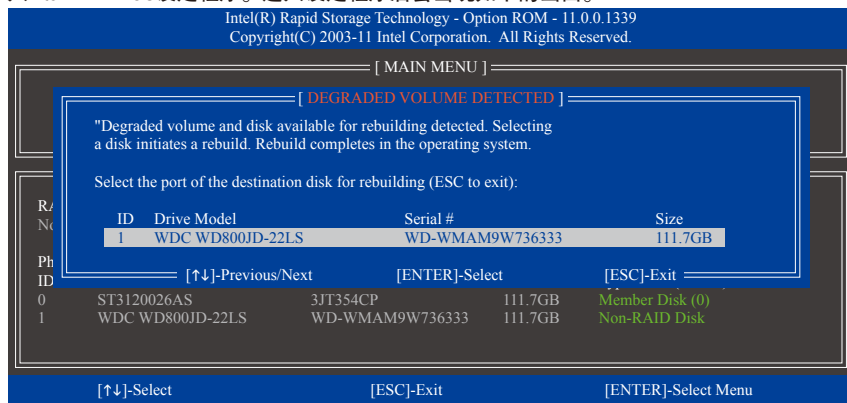 Intel(R) Rapid Storage Technology - Option ROM - 11.0.0.1339
Copyright(C) 2003-11 Intel Corporation. All Rights Reserved.
[ MAIN MENU ]
[ DEGRADED VOLUME DETECTED ]
"Degraded volume and disk available for rebuilding detected. Selecting
a disk initiates a rebuild. Rebuild completes in the operating system.
Select the port of the destination disk for rebuilding (ESC to exit):
ID Drive Model Serial # Size
1 WDC WD800JD-22LS WD-WMAM9W736333 111.7GB
[↑↓]-Previous/Next [ENTER]-Select [ESC]-Exit
ID
0 ST3120026AS 3JT354CP 111.7GB Member Disk (0)
1 WDC WD800JD-22LS WD-WMAM9W736333 111.7GB Non-RAID Disk
[↑↓]-Select [ESC]-Exit [ENTER]-Select Menu